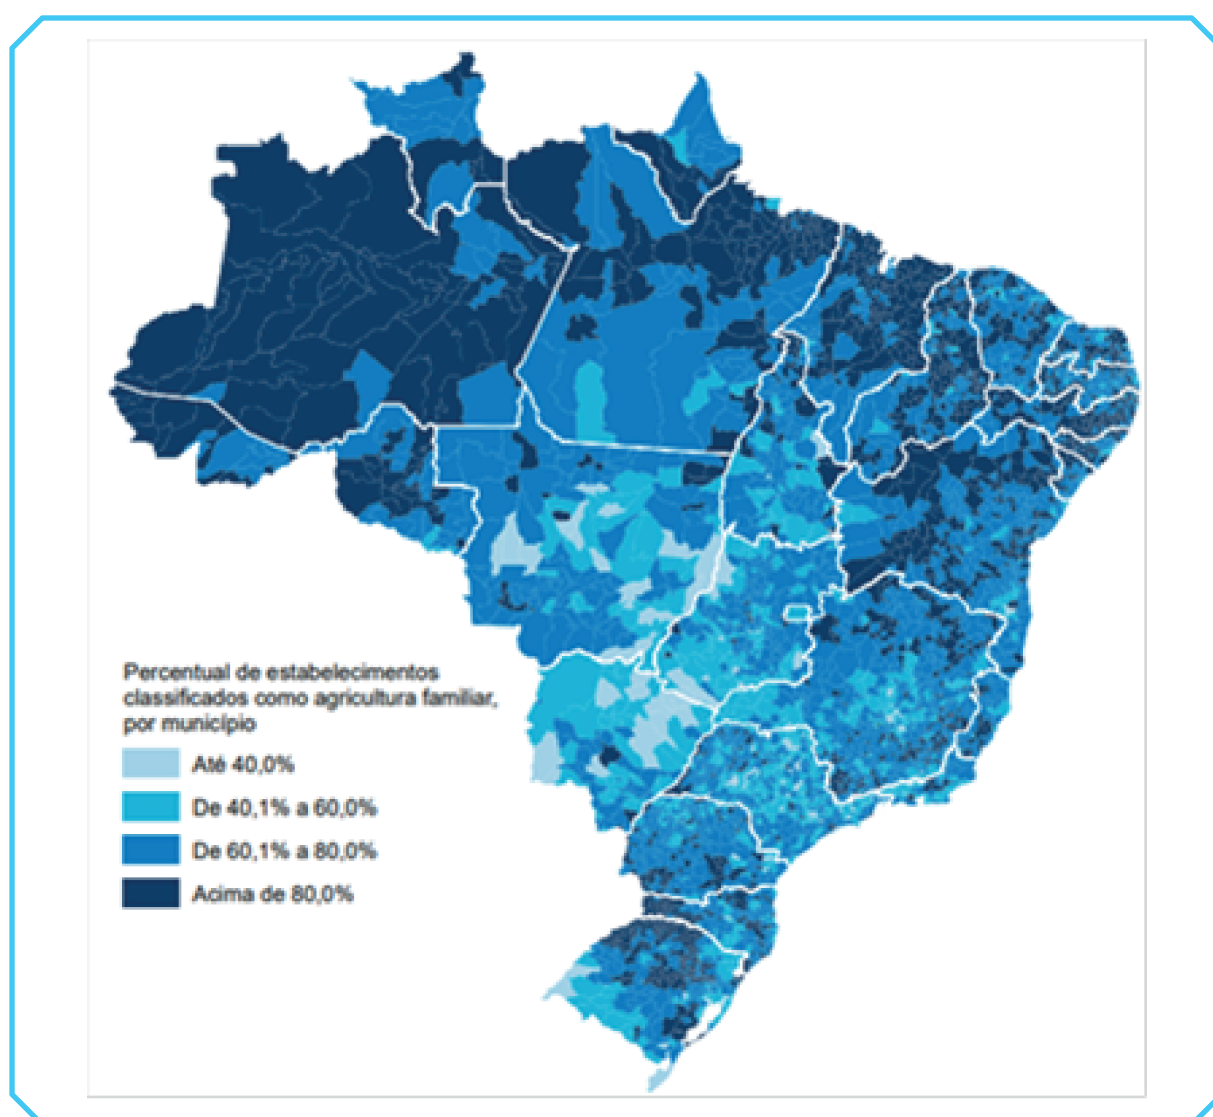 Percentual de estabelecimentos
classificados como agricultura familiar,
por município
Até 40,0%
De 40,1% a 60,0%
De 60,1% a 80,0%
Acima de 80,0%